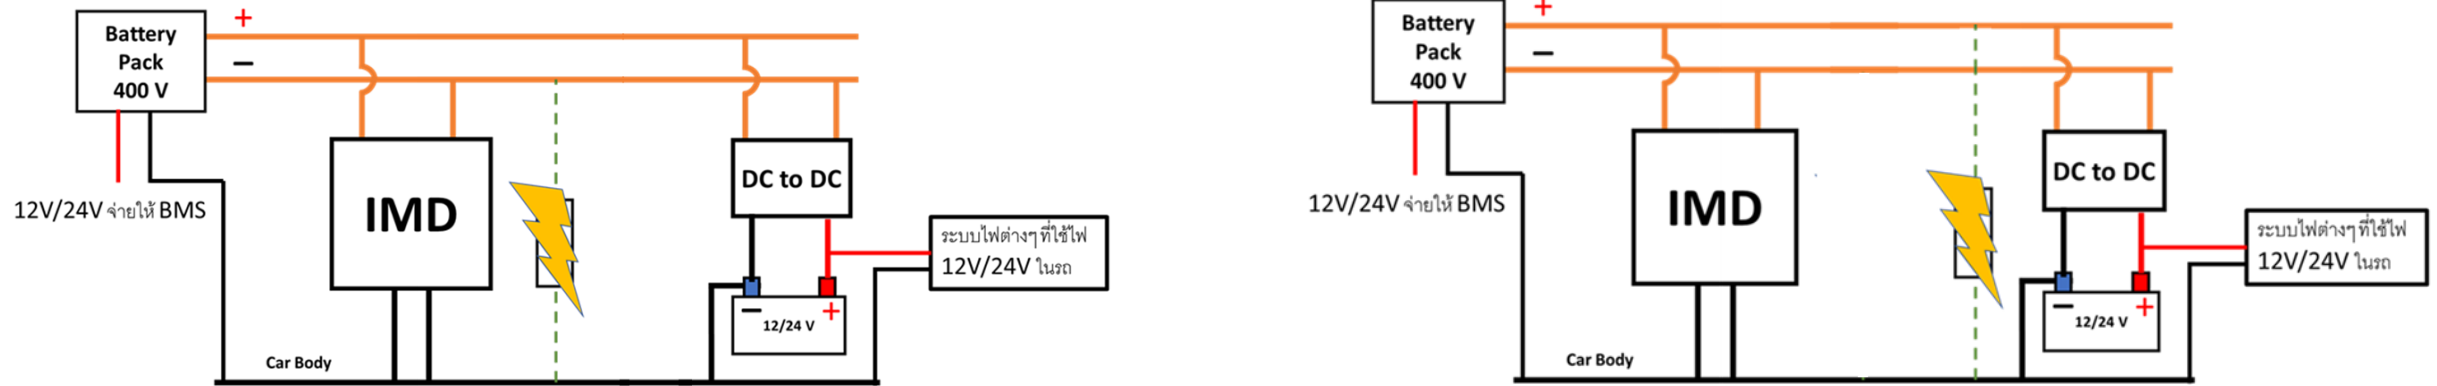 Battery
Pack
400 V
+
−
12V/24V จ่ายให้ BMS
IMD
DC to DC
ระบบไฟต่างๆ ที่ใช้ไฟ
12V/24V ในรถ
− +
12/24 V
Car Body
Battery
Pack
400 V
+
−
12V/24V จ่ายให้ BMS
IMD
DC to DC
ระบบไฟต่างๆ ที่ใช้ไฟ
12V/24V ในรถ
− +
12/24 V
Car Body